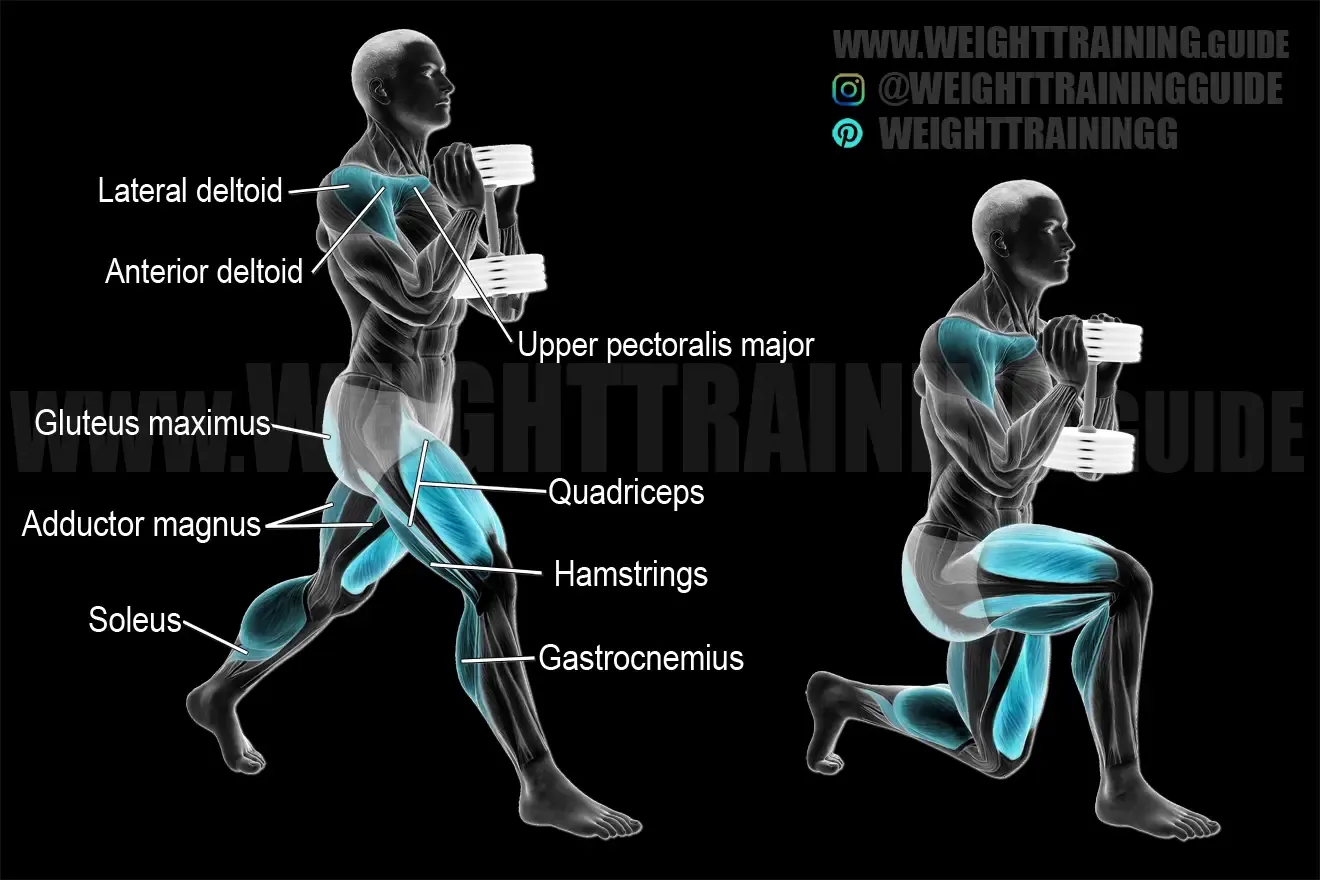 WWW.WEIGHTTRAINING.GUIDE
@WEIGHTTRAININGGUIDE
WEIGHTTRAININGG
Lateral deltoid
Anterior deltoid
Upper pectoralis major
WWW.WEIGHTTRAINING.GUIDE
Gluteus maximus
Quadriceps
Adductor magnus
Hamstrings
Soleus
Gastrocnemius